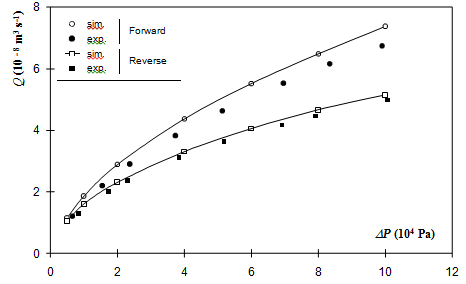 8
6
4
2
0
Q (10 -8 m³ s-1)
sim.
exp.
Forward
sim.
exp.
Reverse
ΔP (10⁴ Pa)
0 2 4 6 8 10 12